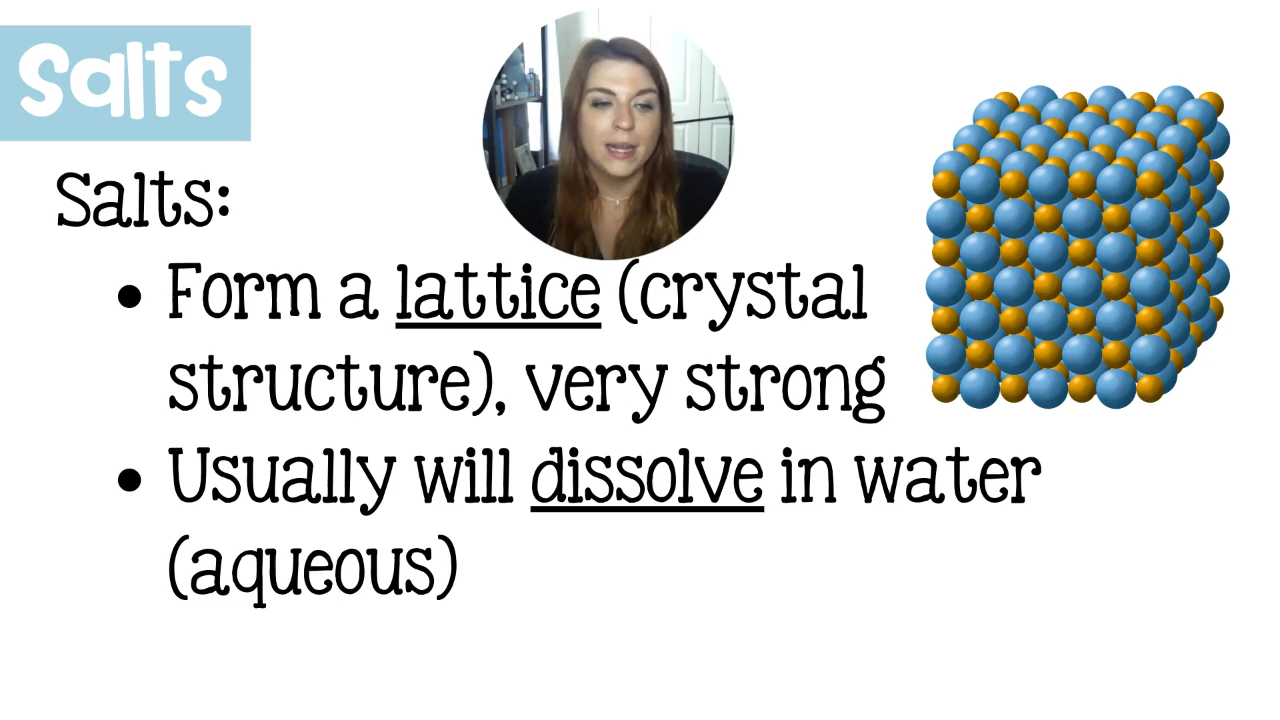 Salts
Salts:
• Form a lattice (crystal
structure), very strong
• Usually will dissolve in water
(aqueous)